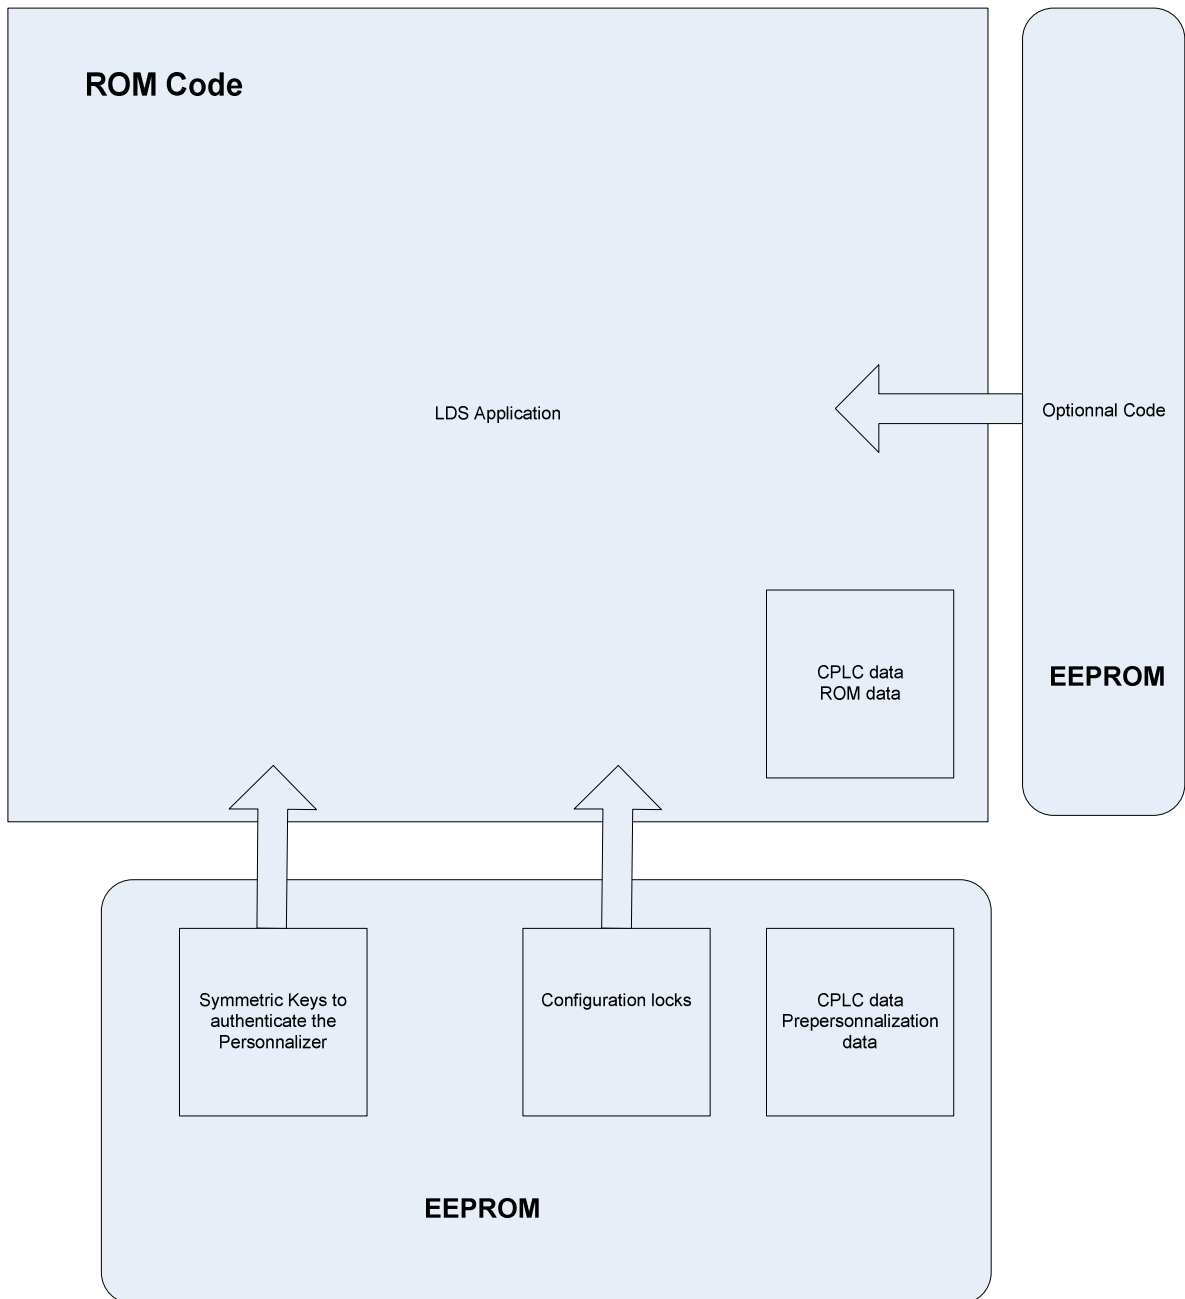 ROM Code
LDS Application
Optionnal Code
CPLC data
ROM data
EEPROM
Symmetric Keys to
authenticate the
Personnalizer
Configuration locks
CPLC data
Prepersonnalization
data
EEPROM